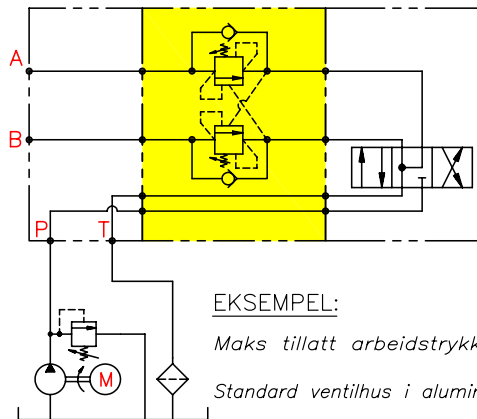 A
B
P T
M
EKSEMPEL:
Maks tillatt arbeidstrykk
Standard ventilhus i alumin